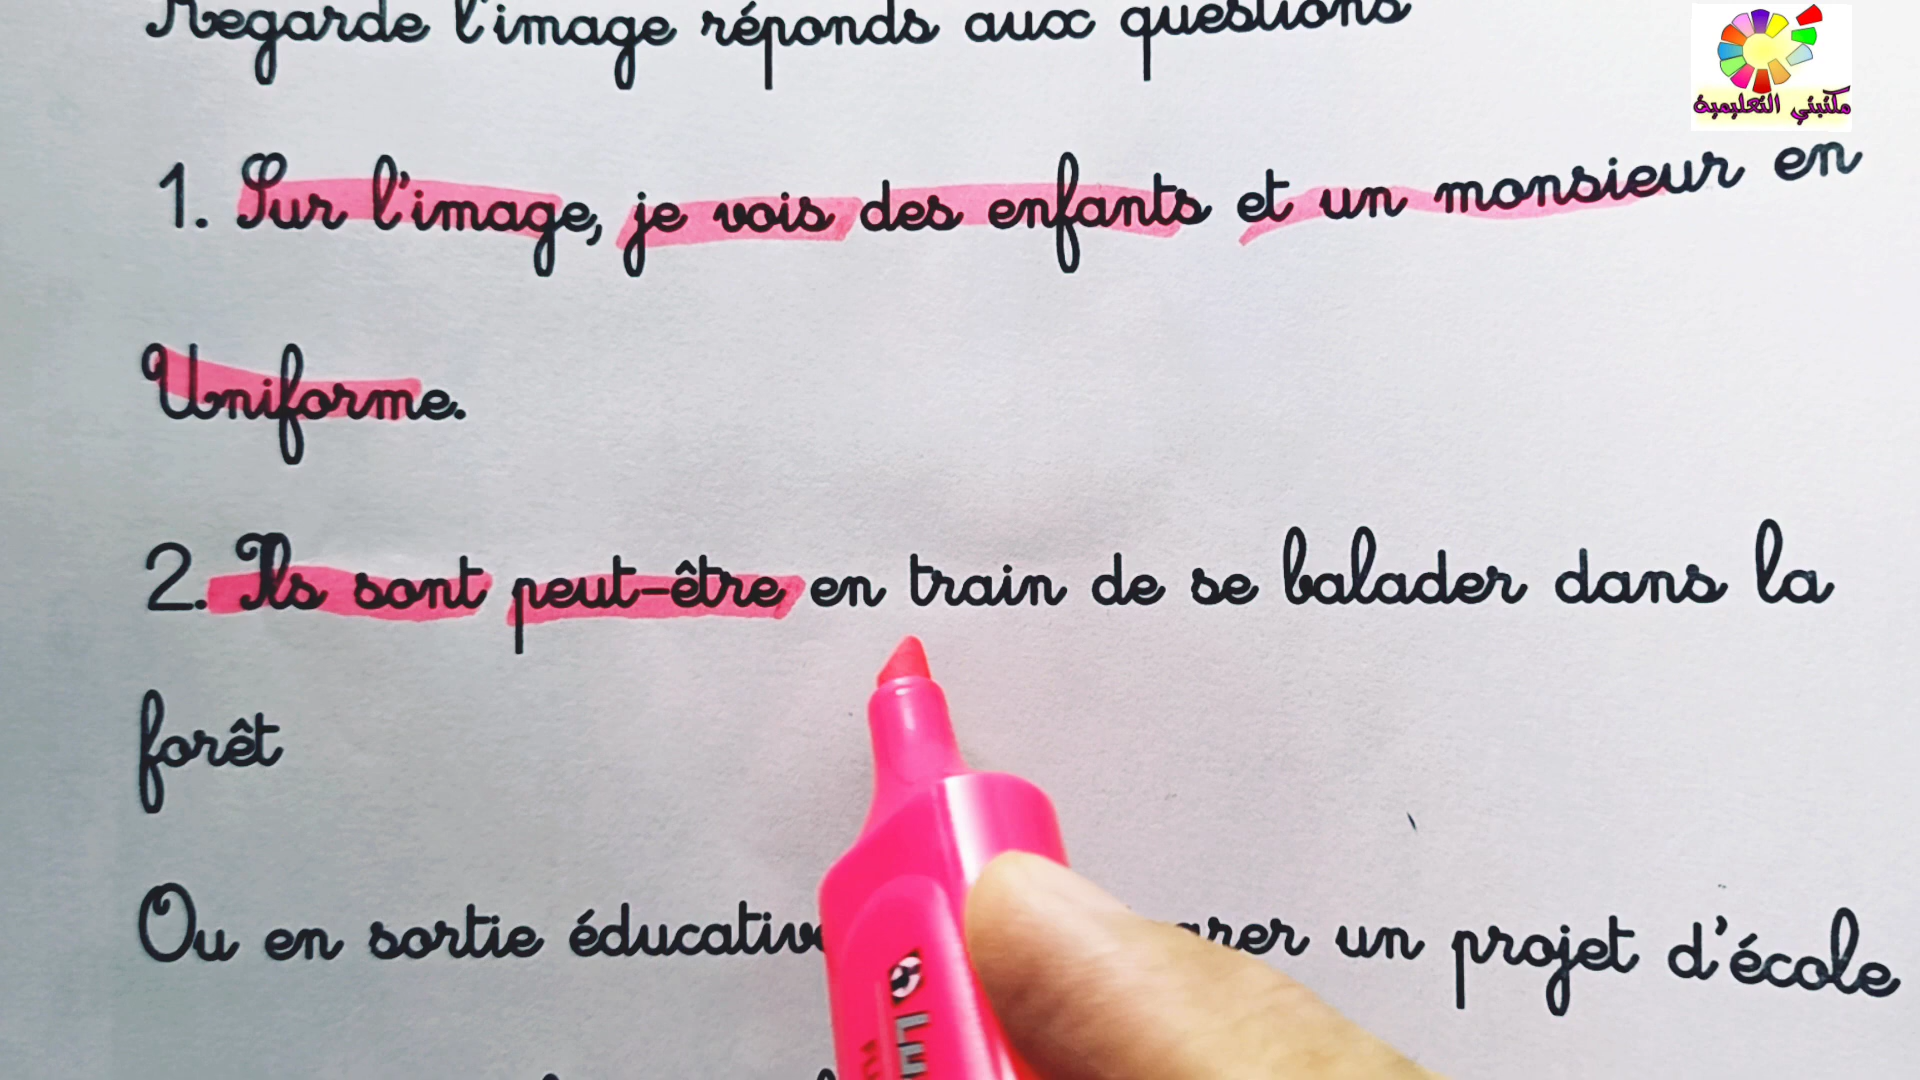 Regarde l'image réponds aux questions
مكتبتي التعليمية
1. Sur l'image, je vois des enfants et un monsieur en
Uniforme.
2. Ils sont peut-être en train de se balader dans la
forêt
Ou en sortie éducative un projet d'école